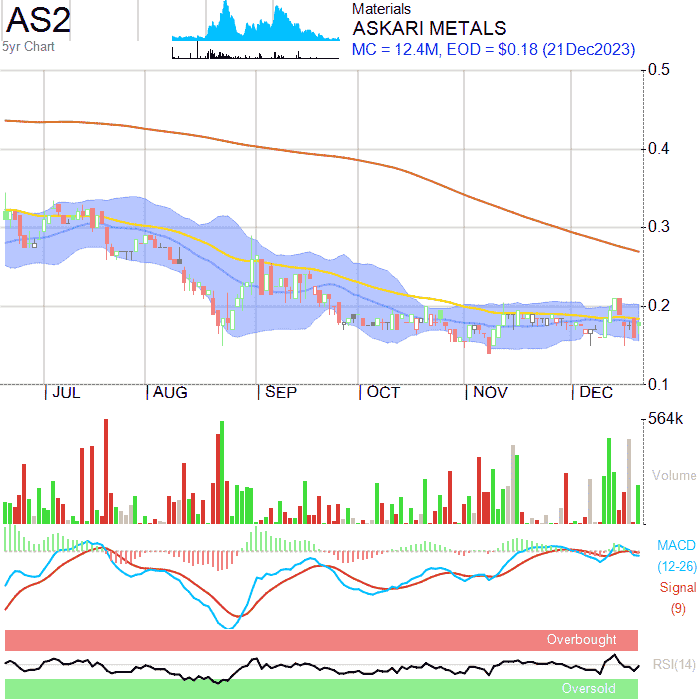 AS2
5yr Chart
Materials
ASKARI METALS
MC = 12.4M, EOD = $0.18 (21Dec2023)
0.5
0.4
0.3
0.2
0.1
JUL AUG SEP OCT NOV DEC
564k
Volume
MACD
(12-26)
Signal
(9)
Overbought
RSI(14)
Oversold